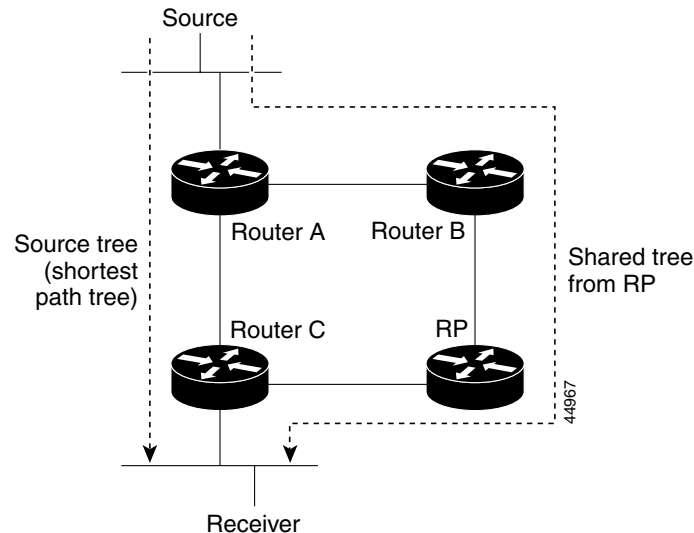 Source
Router A
Router B
Source tree
(shortest
path tree)
Shared tree
from RP
Router C
RP
44967
Receiver